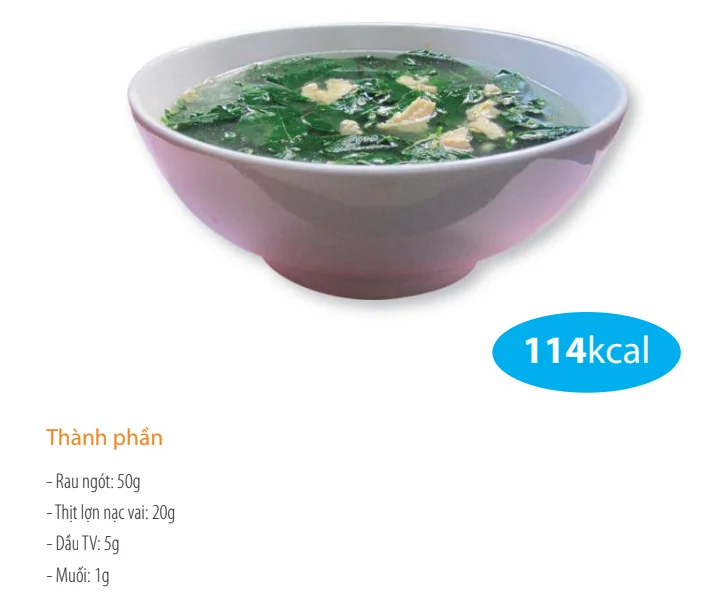 114kcal
Thành phần
- Rau ngót: 50g
- Thịt lợn nạc vai: 20g
- Dầu TV: 5g
- Muối: 1g